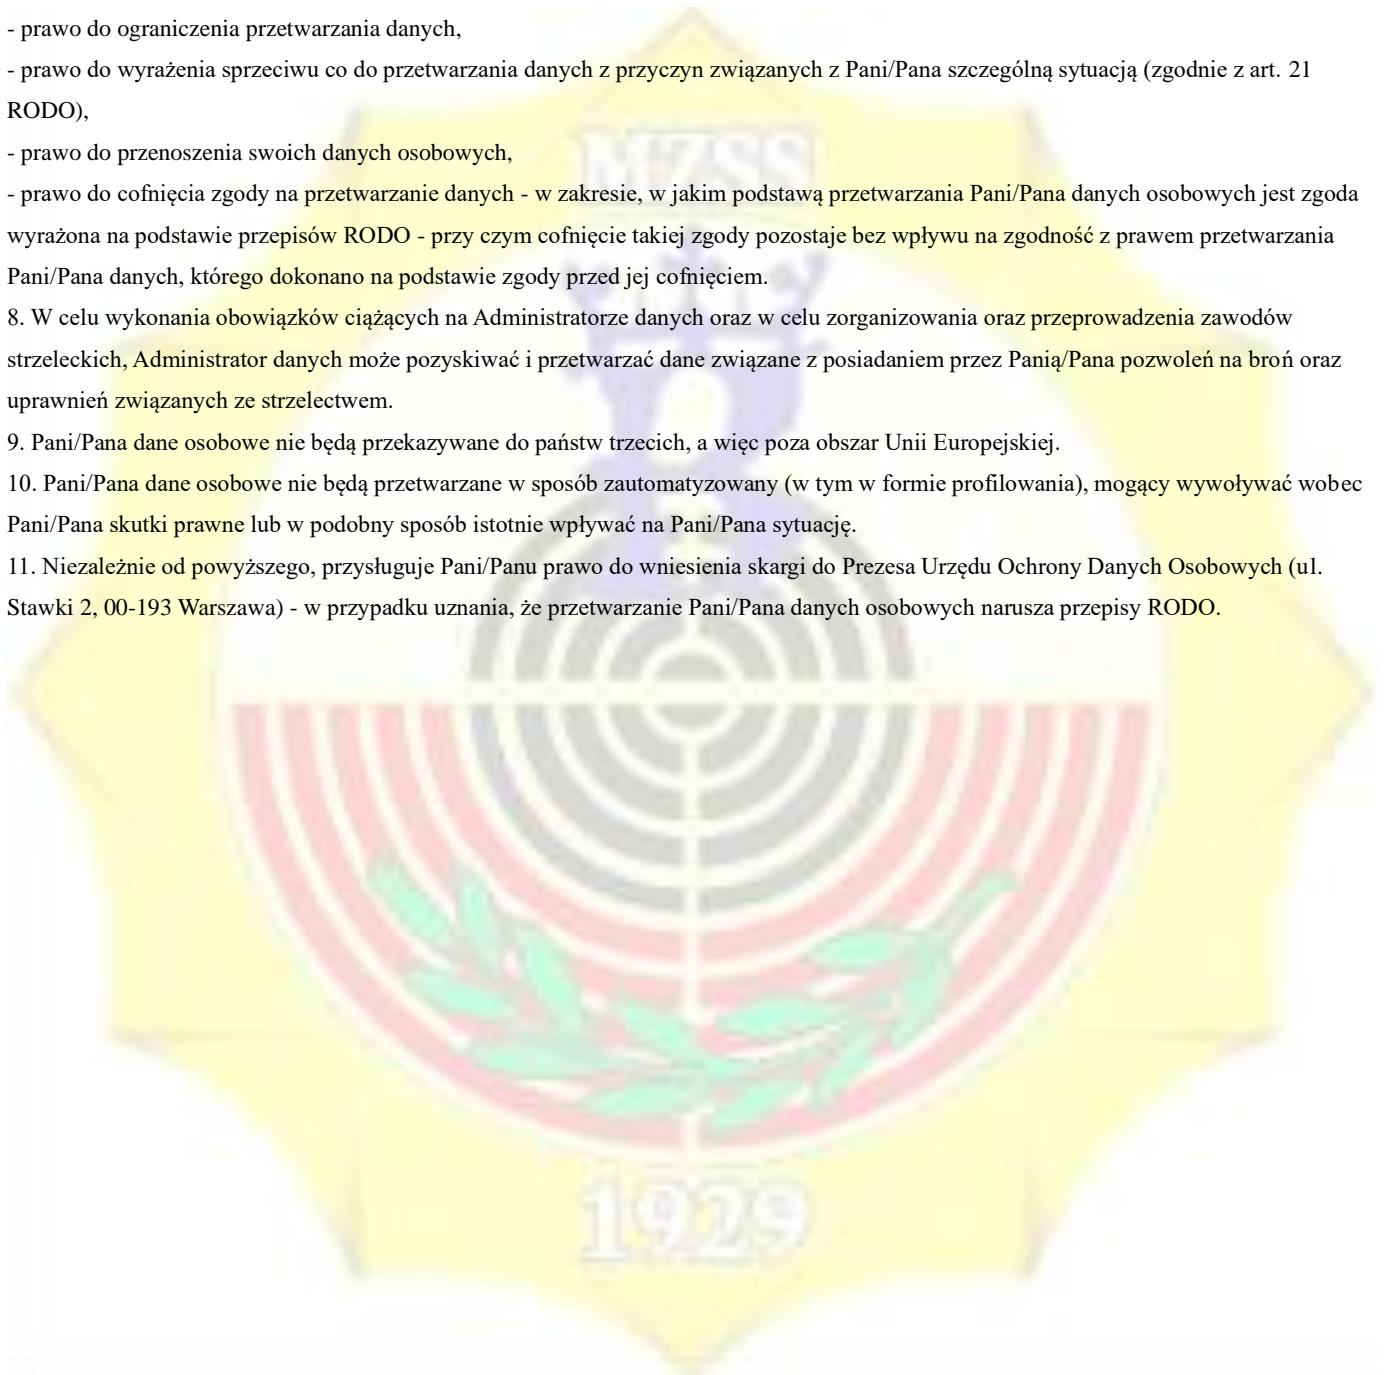 - prawo do ograniczenia przetwarzania danych,
- prawo do wyrażenia sprzeciwu co do przetwarzania danych z przyczyn związanych z Pani/Pana szczególną sytuacją (zgodnie z art. 21
RODO),
- prawo do przenoszenia swoich danych osobowych,
MZSS
- prawo do cofnięcia zgody na przetwarzanie danych - w zakresie, w jakim podstawą przetwarzania Pani/Pana danych osobowych jest zgoda
wyrażona na podstawie przepisów RODO - przy czym cofnięcie takiej zgody pozostaje bez wpływu na zgodność z prawem przetwarzania
Pani/Pana danych, którego dokonano na podstawie zgody przed jej cofnięciem.
8. W celu wykonania obowiązków ciążących na Administratorze danych oraz w celu zorganizowania oraz przeprowadzenia zawodów
strzeleckich, Administrator danych może pozyskiwać i przetwarzać dane związane z posiadaniem przez Panią/Pana pozwoleń na broń oraz
uprawnień związanych ze strzelectwem.
9. Pani/Pana dane osobowe nie będą przekazywane do państw trzecich, a więc poza obszar Unii Europejskiej.
10. Pani/Pana dane osobowe nie będą przetwarzane w sposób zautomatyzowany (w tym w formie profilowania), mogący wywoływać wobec
Pani/Pana skutki prawne lub w podobny sposób istotnie wpływać na Pani/Pana sytuację.
11. Niezależnie od powyższego, przysługuje Pani/Panu prawo do wniesienia skargi do Prezesa Urzędu Ochrony Danych Osobowych (ul.
Stawki 2, 00-193 Warszawa) - w przypadku uznania, że przetwarzanie Pani/Pana danych osobowych narusza przepisy RODO.
1929